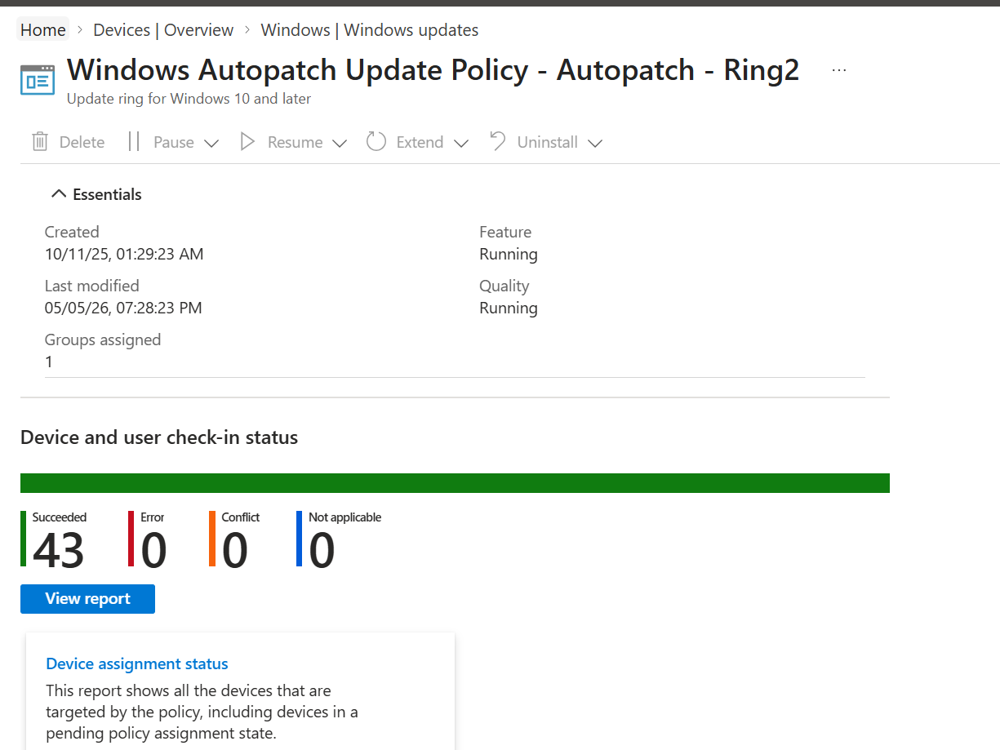 Home > Devices | Overview > Windows | Windows updates
Windows Autopatch Update Policy - Autopatch - Ring2 ...
Update ring for Windows 10 and later
Delete Pause Resume Extend Uninstall
Essentials
Created Feature
10/11/25, 01:29:23 AM Running
Last modified Quality
05/05/26, 07:28:23 PM Running
Groups assigned
1
Device and user check-in status
Succeeded Error Conflict Not applicable
43 0 0 0
View report
Device assignment status
This report shows all the devices that are
targeted by the policy, including devices in a
pending policy assignment state.